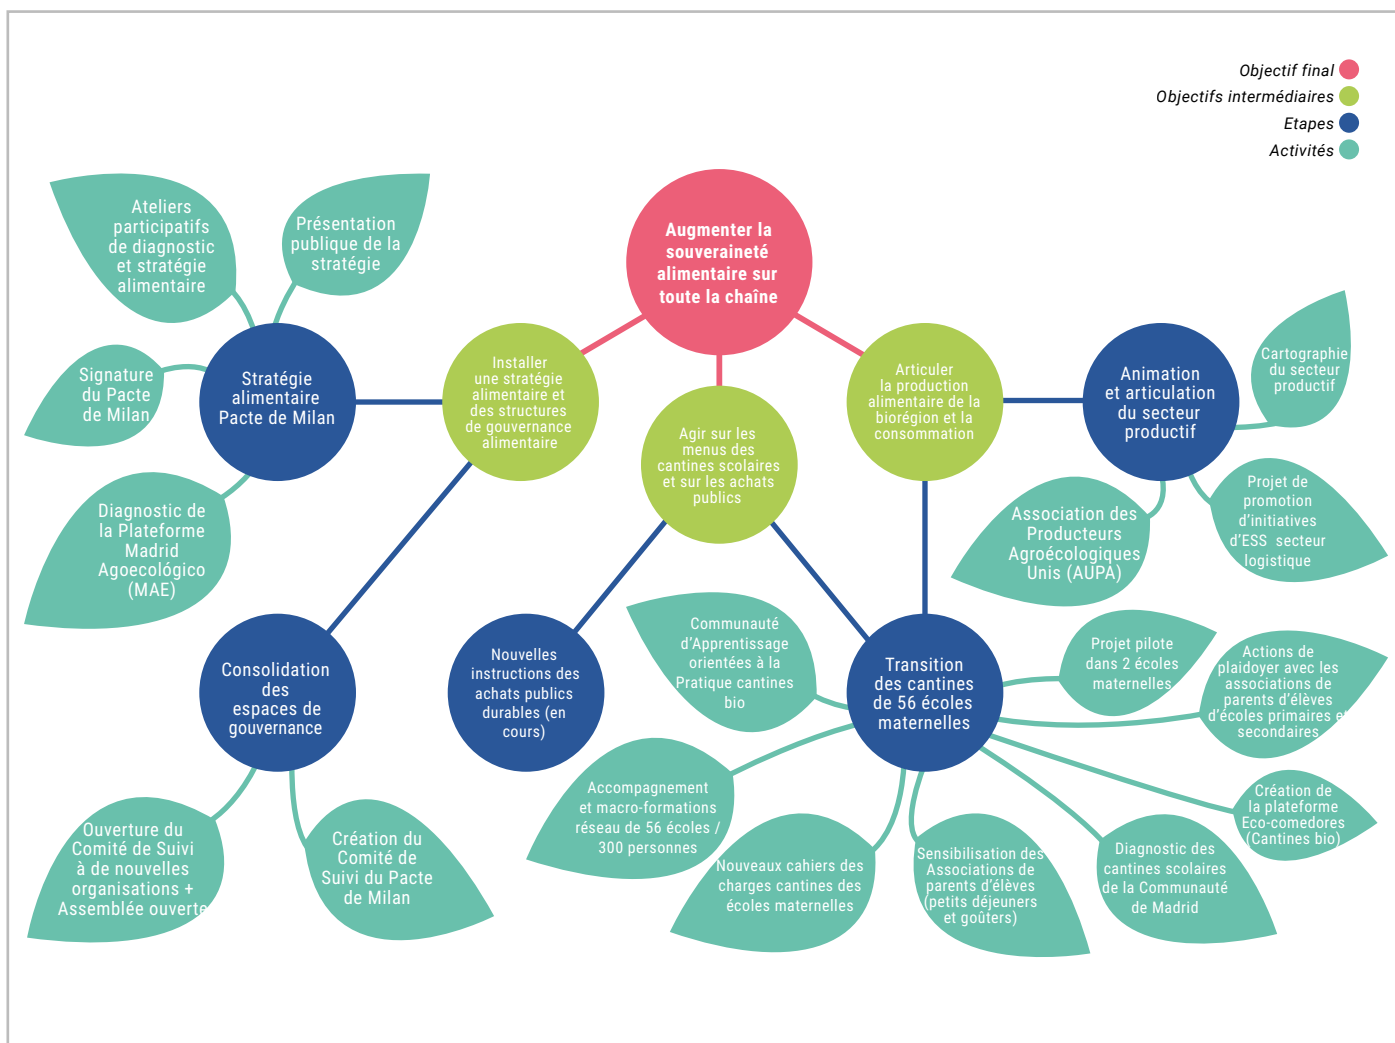 Objectif final
Objectifs intermédiaires
Etapes
Activités
Ateliers
participatifs
de diagnostic
et stratégie
alimentaire
Présentation
publique de la
stratégie
Augmenter la
souveraineté
alimentaire sur
toute la chaîne
Signature
du Pacte
de Milan
Stratégie
alimentaire
Pacte de Milan
Installer
une stratégie
alimentaire et
des structures
de gouvernance
alimentaire
Agir sur les
menus des
cantines scolaires
et sur les achats
publics
Articuler
la production
alimentaire de la
biorégion et la
consommation
Animation
et articulation
du secteur
productif
Cartographie
du secteur
productif
Diagnostic de
la Plateforme
Madrid
Agoecológico
(MAE)
Association des
Producteurs
Agroécologiques
Unis (AUPA)
Projet de
promotion
d'initiatives
d'ESS secteur
logistique
Consolidation
des
espaces de
gouvernance
Nouvelles
instructions des
achats publics
durables (en
cours)
Communauté
d'Apprentissage
orientées à la
Pratique cantines
bio
Transition
des cantines
de 56 écoles
maternelles
Projet pilote
dans 2 écoles
maternelles
Actions de
plaidoyer avec les
associations de
parents d'élèves
d'écoles primaires et
secondaires
Ouverture du
Comité de Suivi
à de nouvelles
organisations +
Assemblée ouverte
Création du
Comité de
Suivi du Pacte
de Milan
Accompagnement
et macro-formations
réseau de 56 écoles /
300 personnes
Nouveaux cahiers des
charges cantines des
écoles maternelles
Sensibilisation des
Associations de
parents d'élèves
(petits déjeuners
et goûters)
Diagnostic des
cantines scolaires
de la Communauté
de Madrid
Création de
la plateforme
Eco-comedores
(Cantines bio)